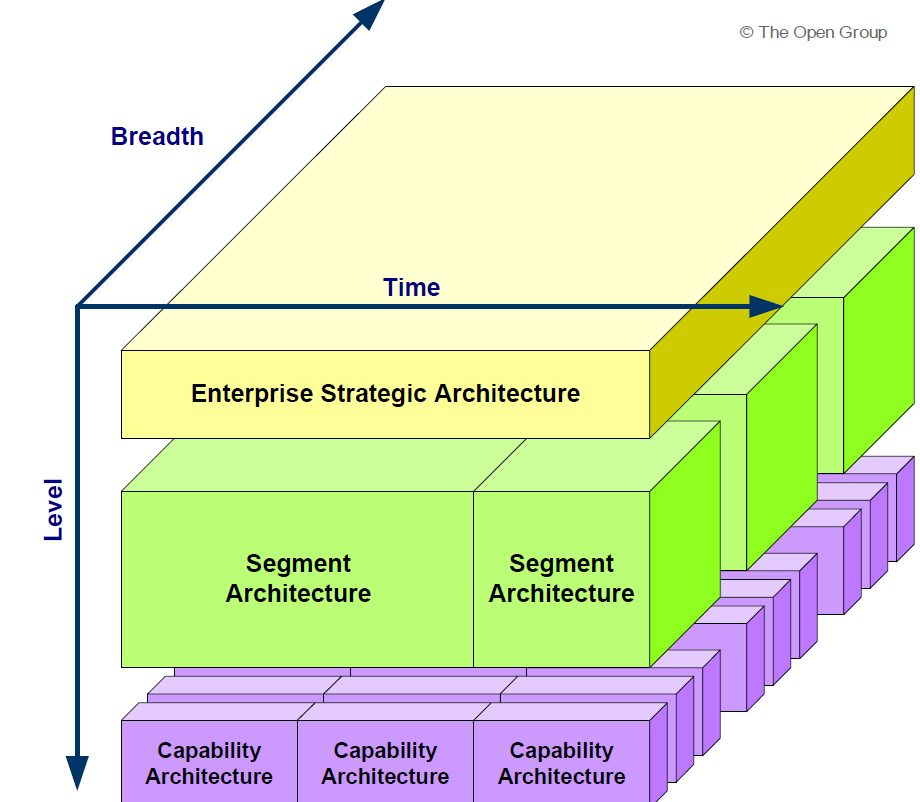 © The Open Group
Breadth
Time
Enterprise Strategic Architecture
Level
Segment
Architecture
Segment
Architecture
Capability
Architecture
Capability
Architecture
Capability
Architecture